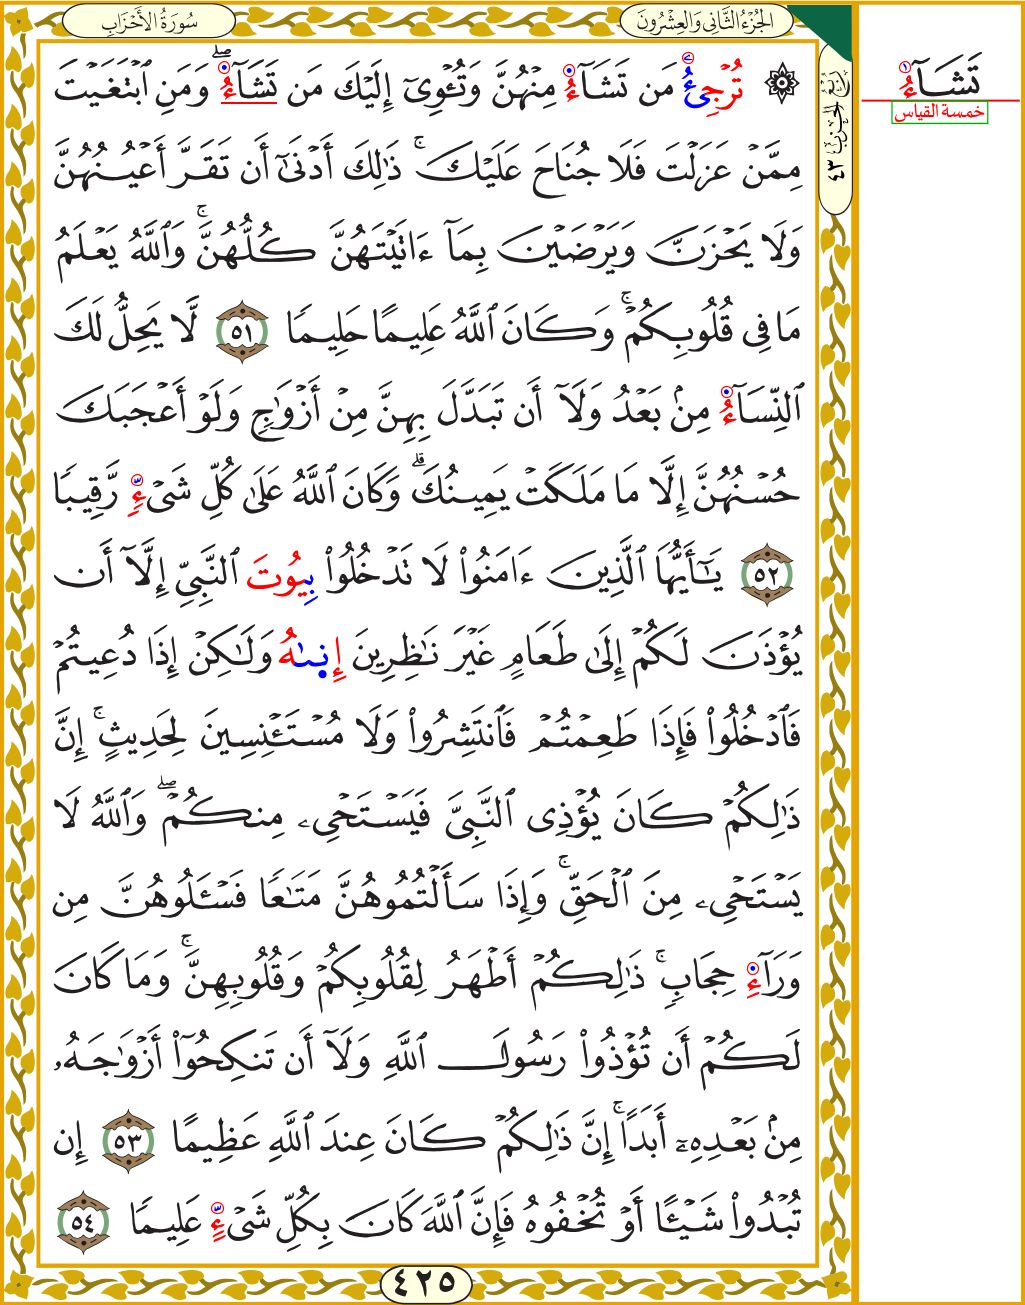 سُورَةُ الأَحْزَابِ
الجُزْءُ الثَّانِي وَالعِشْرُونَ
۞ تُرْجِىُٔ مَن تَشَآءُ مِنْهُنَّ وَتُـْٔوِىٓ إِلَيْكَ مَن تَشَآءُ ۖ وَمَنِ ٱبْتَغَيْتَ
مِمَّنْ عَزَلْتَ فَلَا جُنَاحَ عَلَيْكَ ۚ ذَٰلِكَ أَدْنَىٰٓ أَن تَقَرَّ أَعْيُنُهُنَّ
وَلَا يَحْزَنَّ وَيَرْضَيْنَ بِمَآ ءَاتَيْتَهُنَّ كُلُّهُنَّ ۚ وَٱللَّهُ يَعْلَمُ
مَا فِى قُلُوبِكُمْ ۚ وَكَانَ ٱللَّهُ عَلِيمًا حَلِيمًا ٥١ لَّا يَحِلُّ لَكَ
ٱلنِّسَآءُ مِنۢ بَعْدُ وَلَآ أَن تَبَدَّلَ بِهِنَّ مِنْ أَزْوَٰجٍ وَلَوْ أَعْجَبَكَ
حُسْنُهُنَّ إِلَّا مَا مَلَكَتْ يَمِينُكَ ۗ وَكَانَ ٱللَّهُ عَلَىٰ كُلِّ شَىْءٍ رَّقِيبًا
٥٢ يَـٰٓأَيُّهَا ٱلَّذِينَ ءَامَنُوا۟ لَا تَدْخُلُوا۟ بِيُوتَ ٱلنَّبِىِّ إِلَّآ أَن
يُؤْذَنَ لَكُمْ إِلَىٰ طَعَامٍ غَيْرَ نَـٰظِرِينَ إِنىٰهُ وَلَـٰكِنْ إِذَا دُعِيتُمْ
فَٱدْخُلُوا۟ فَإِذَا طَعِمْتُمْ فَٱنتَشِرُوا۟ وَلَا مُسْتَـْٔنِسِينَ لِحَدِيثٍ ۚ إِنَّ
ذَٰلِكُمْ كَانَ يُؤْذِى ٱلنَّبِىَّ فَيَسْتَحْىِۦ مِنكُمْ ۖ وَٱللَّهُ لَا
يَسْتَحْىِۦ مِنَ ٱلْحَقِّ ۚ وَإِذَا سَأَلْتُمُوهُنَّ مَتَـٰعًا فَسْـَٔلُوهُنَّ مِن
وَرَآءِ حِجَابٍ ۚ ذَٰلِكُمْ أَطْهَرُ لِقُلُوبِكُمْ وَقُلُوبِهِنَّ ۚ وَمَا كَانَ
لَكُمْ أَن تُؤْذُوا۟ رَسُولَ ٱللَّهِ وَلَآ أَن تَنكِحُوٓا۟ أَزْوَٰجَهُۥ
مِنۢ بَعْدِهِۦٓ أَبَدًا ۚ إِنَّ ذَٰلِكُمْ كَانَ عِندَ ٱللَّهِ عَظِيمًا ٥٣ إِن
تُبْدُوا۟ شَيْـًٔا أَوْ تُخْفُوهُ فَإِنَّ ٱللَّهَ كَانَ بِكُلِّ شَىْءٍ عَلِيمًا ٥٤
٤٢٥
تَشَآءُ
خمسة القياس